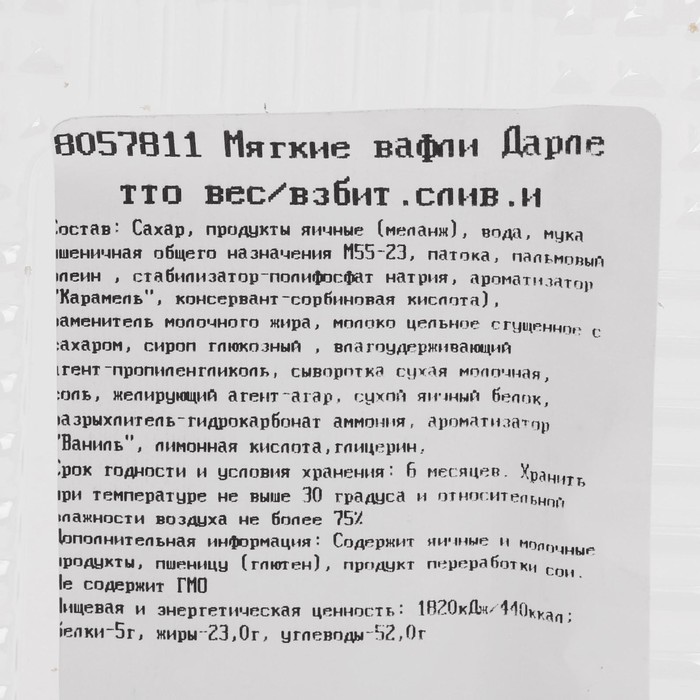 8057811 Мягкие вафли Дарле
тто вес/взбит.слив.и
остав: Сахар, продукты яичные (меланж), вода, мука
шеничная общего назначения М55-23, патока, пальмовый
олеин , стабилизатор-полифосфат натрия, ароматизатор
"Карамель", консервант-сорбиновая кислота),
заменитель молочного жира, молоко цельное сгущенное с
сахаром, сироп глюкозный , влагоудерживающий
агент-пропиленгликоль, сыворотка сухая молочная,
соль, желирующий агент-агар, сухой яичный белок,
разрыхлитель-гидрокарбонат аммония, ароматизатор
"Ваниль", лимонная кислота,глицерин,
Срок годности и условия хранения: 6 месяцев. Хранить
при температуре не выше 30 градуса и относительной
влажности воздуха не более 75%
Дополнительная информация: Содержит яичные и молочные
продукты, пшеницу (глютен), продукт переработки сои.
Не содержит ГМО
Пищевая и энергетическая ценность: 1820кДж/440ккал;
белки-5г, жиры-23,0г, углеводы-52,0г